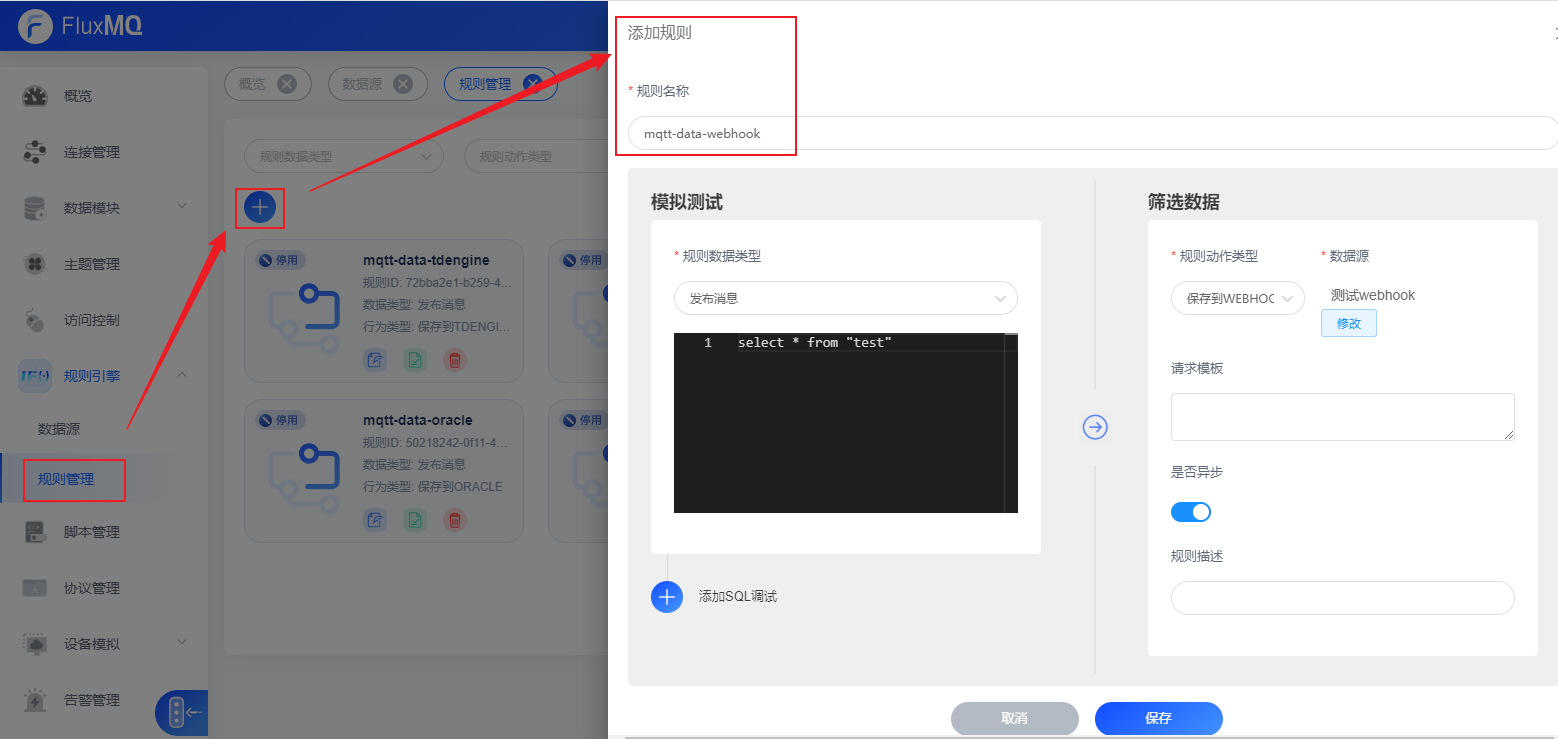 FluxMQ
概览
连接管理
数据模块
主题管理
访问控制
规则引擎
数据源
规则管理
脚本管理
协议管理
设备模拟
告警管理
概览
数据源
规则管理
规则数据类型
规则动作类型
停用
mqtt-data-tdengine
规则ID: 72bba2e1-b259-4...
数据类型: 发布消息
行为类型: 保存到TDENGI...
停用
停用
mqtt-data-oracle
规则ID: 50218242-0f11-4...
数据类型: 发布消息
行为类型: 保存到ORACLE
停用
添加规则
* 规则名称
mqtt-data-webhook
模拟测试
* 规则数据类型
发布消息
1 select * from "test"
添加SQL调试
筛选数据
* 规则动作类型
* 数据源
保存到WEBHOC
测试webhook
修改
请求模板
是否异步
规则描述
取消
保存